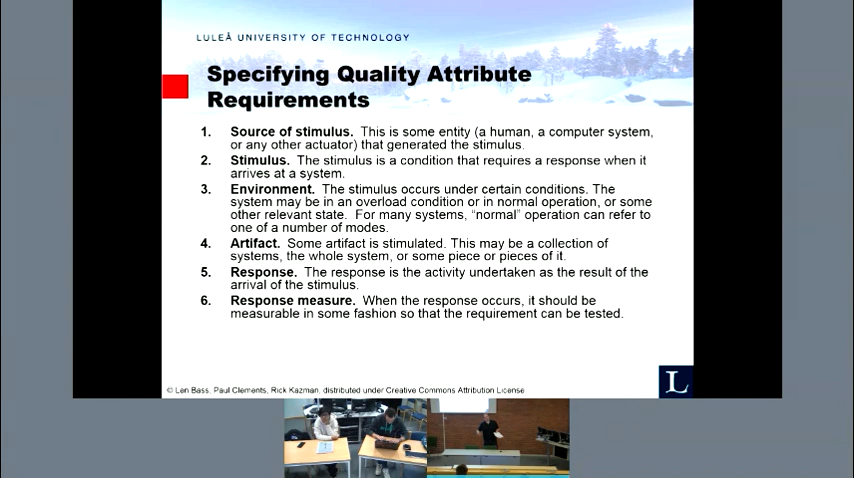 LULEÅ UNIVERSITY OF TECHNOLOGY
Specifying Quality Attribute
Requirements
1. Source of stimulus. This is some entity (a human, a computer system,
or any other actuator) that generated the stimulus.
2. Stimulus. The stimulus is a condition that requires a response when it
arrives at a system.
3. Environment. The stimulus occurs under certain conditions. The
system may be in an overload condition or in normal operation, or some
other relevant state. For many systems, “normal” operation can refer to
one of a number of modes.
4. Artifact. Some artifact is stimulated. This may be a collection of
systems, the whole system, or some piece or pieces of it.
5. Response. The response is the activity undertaken as the result of the
arrival of the stimulus.
6. Response measure. When the response occurs, it should be
measurable in some fashion so that the requirement can be tested.
© Len Bass, Paul Clements, Rick Kazman, distributed under Creative Commons Attribution License
L